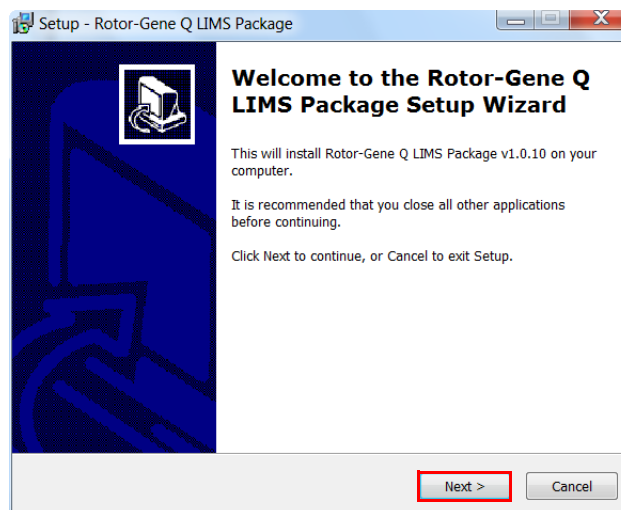 Setup - Rotor-Gene Q LIMS Package
Welcome to the Rotor-Gene Q
LIMS Package Setup Wizard
This will install Rotor-Gene Q LIMS Package v1.0.10 on your
computer.
It is recommended that you close all other applications
before continuing.
Click Next to continue, or Cancel to exit Setup.
Next >
Cancel